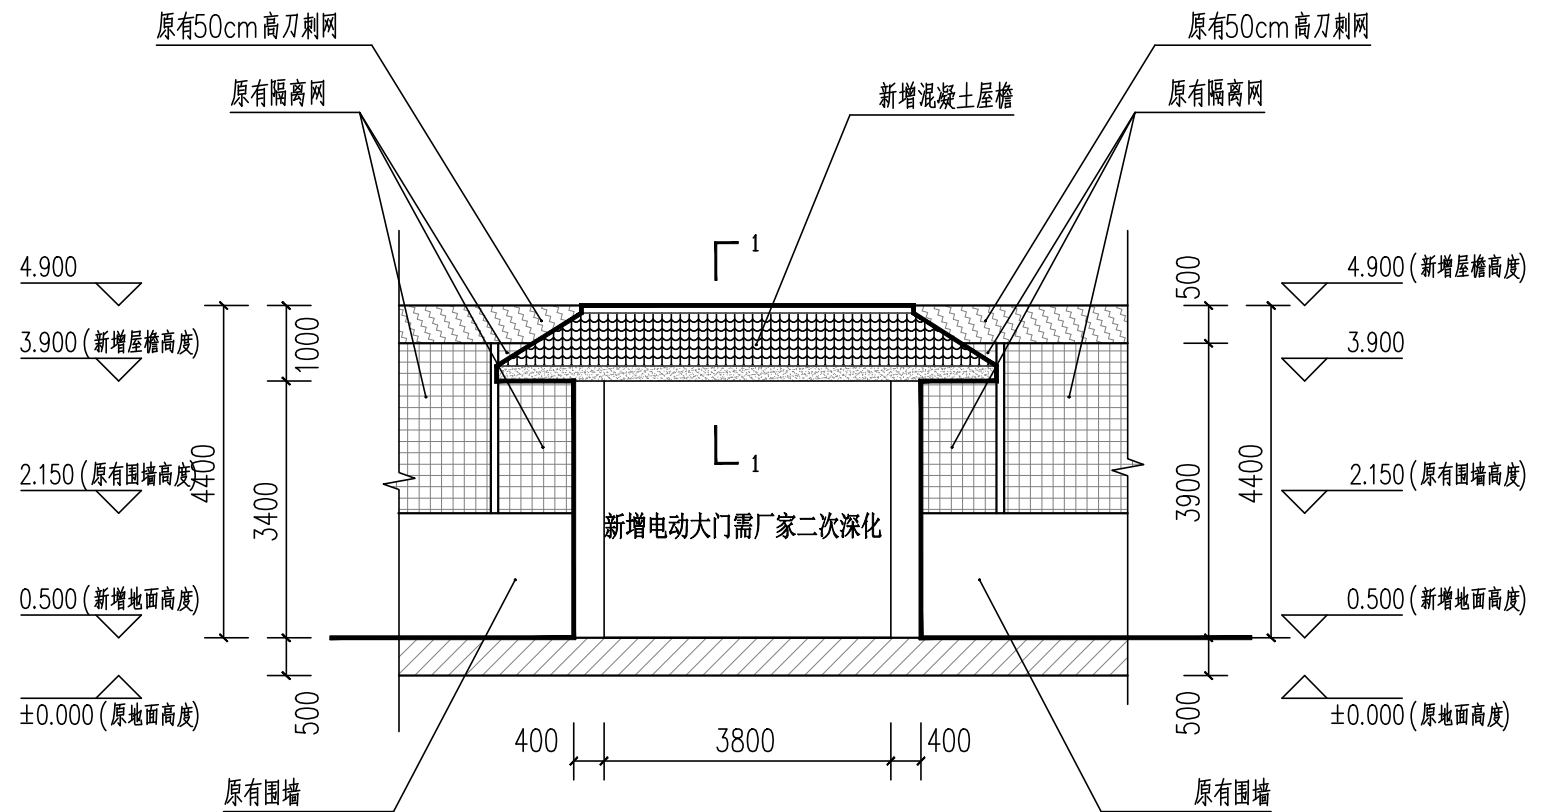 原有50cm高刀刺网
原有50cm高刀刺网
原有隔离网
新增混凝土屋檐
原有隔离网
1
4.900
500
4.900 (新增屋檐高度)
3.900 (新增屋檐高度)
1000
3.900
2.150 (原有围墙高度)
4400
3400
1
新增电动大门需厂家二次深化
3900
4400
2.150 (原有围墙高度)
0.500 (新增地面高度)
0.500 (新增地面高度)
±0.000 (原地面高度)
500
500
±0.000 (原地面高度)
400
3800
400
原有围墙
原有围墙